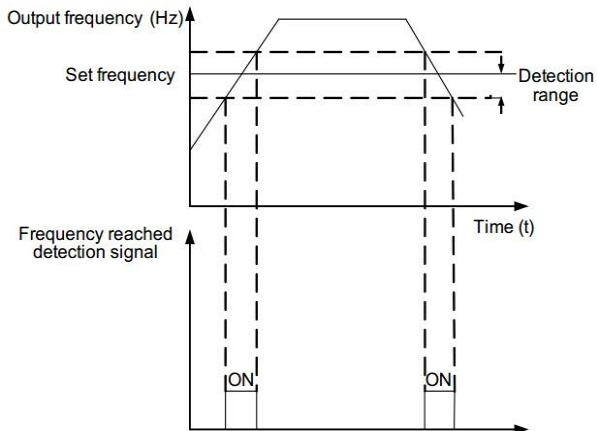 Output frequency (Hz)
Set frequency
Detection
range
Time (t)
Frequency reached
detection signal
ON
ON